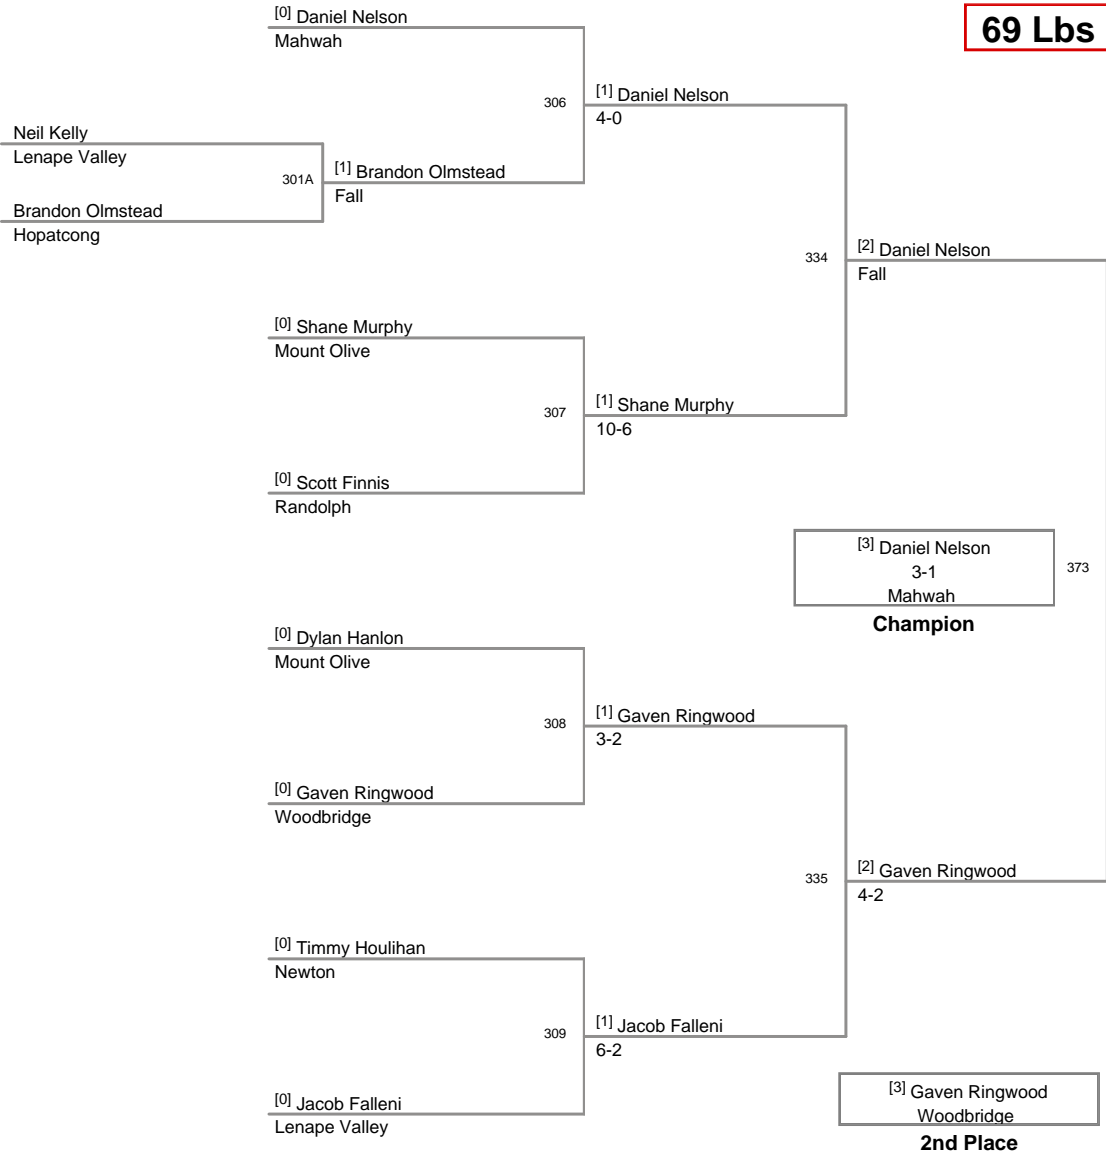 69 Lbs
[0] Daniel Nelson
Mahwah
306
[1] Daniel Nelson
4-0
Neil Kelly
Lenape Valley
301A
[1] Brandon Olmstead
Fall
Brandon Olmstead
Hopatcong
334
[2] Daniel Nelson
Fall
[0] Shane Murphy
Mount Olive
307
[1] Shane Murphy
10-6
[0] Scott Finnis
Randolph
[3] Daniel Nelson
3-1
Mahwah
373
Champion
[0] Dylan Hanlon
Mount Olive
308
[1] Gaven Ringwood
3-2
[0] Gaven Ringwood
Woodbridge
335
[2] Gaven Ringwood
4-2
[0] Timmy Houlihan
Newton
309
[1] Jacob Falleni
6-2
[0] Jacob Falleni
Lenape Valley
[3] Gaven Ringwood
Woodbridge
2nd Place